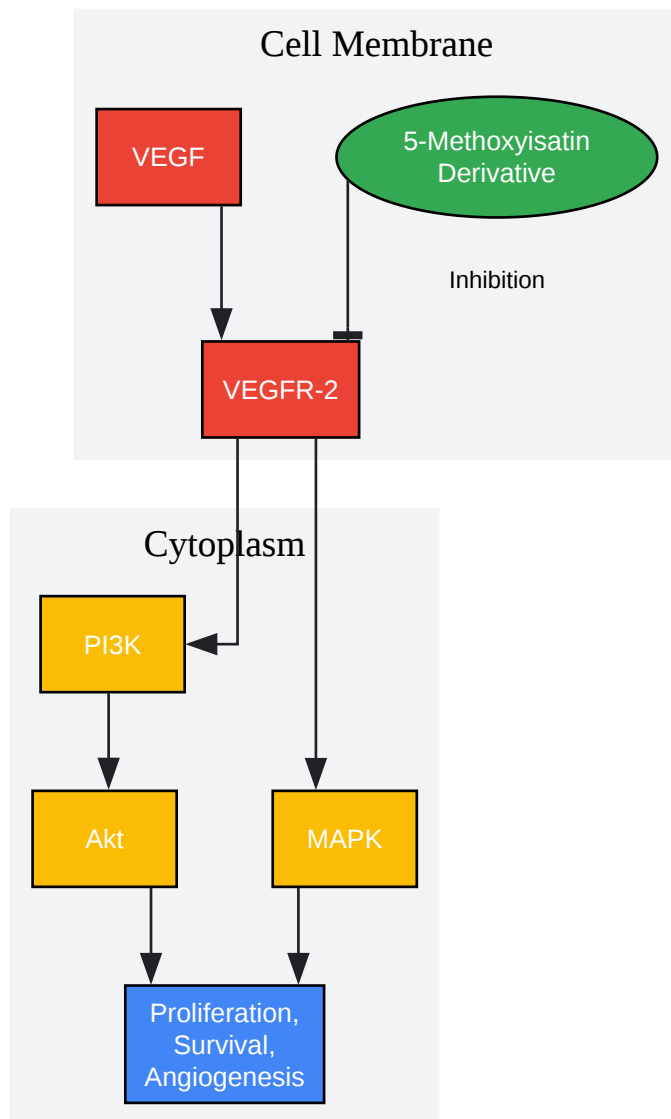 Cell Membrane
VEGF
5-Methoxyisatin
Derivative
Inhibition
VEGFR-2
Cytoplasm
PI3K
Akt
MAPK
Proliferation,
Survival,
Angiogenesis